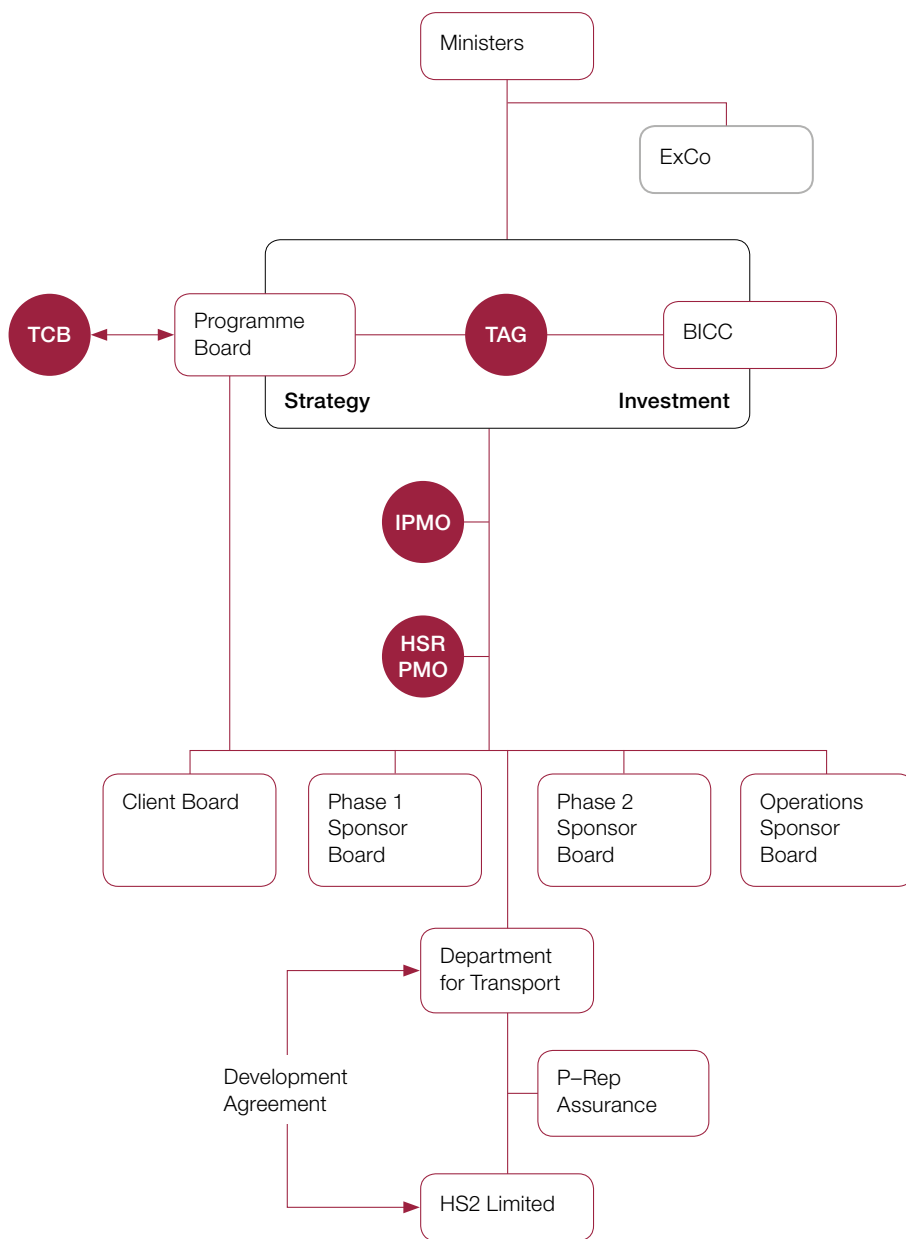 Ministers
ExCo
TCB
Programme
Board
TAG
BICC
Strategy
Investment
IPMO
HSR
PMO
Client Board
Phase 1
Sponsor
Board
Phase 2
Sponsor
Board
Operations
Sponsor
Board
Department
for Transport
Development
Agreement
P–Rep
Assurance
HS2 Limited